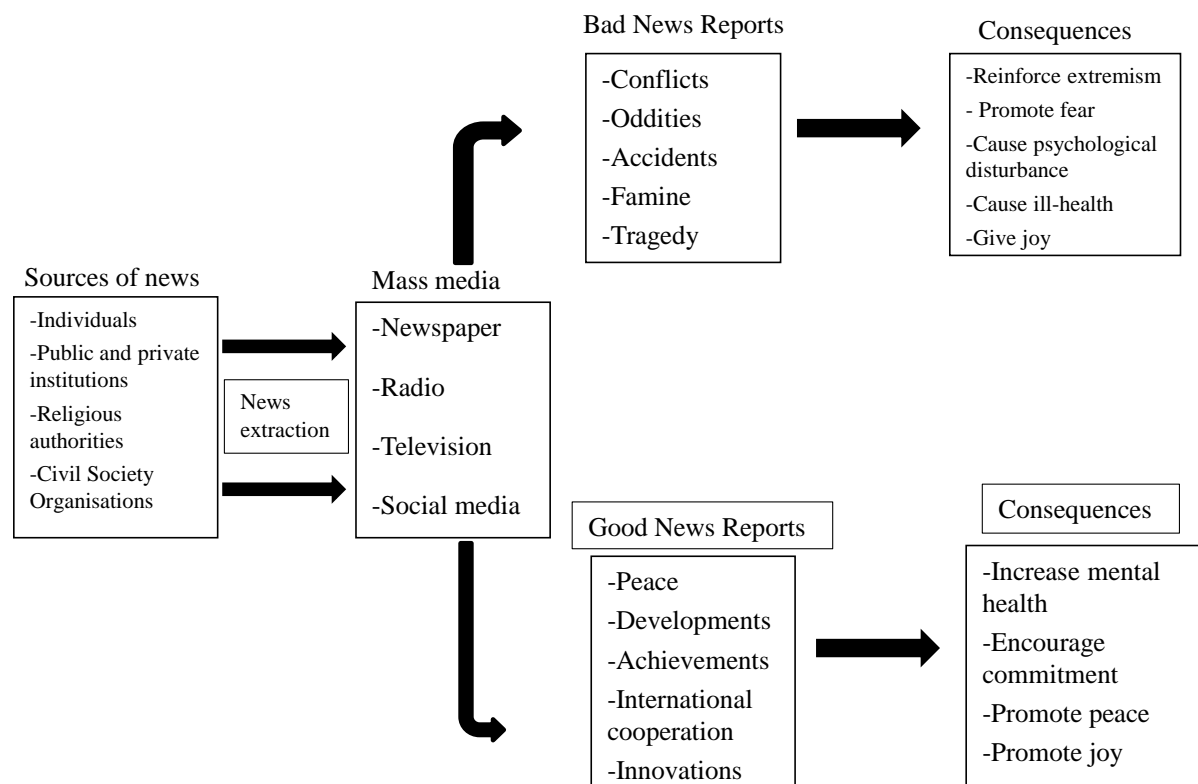 Bad News Reports
-Conflicts
-Oddities
-Accidents
-Famine
-Tragedy
Consequences
-Reinforce extremism
- Promote fear
-Cause psychological
disturbance
-Cause ill-health
-Give joy
Sources of news
-Individuals
-Public and private
institutions
-Religious
authorities
-Civil Society
Organisations
News
extraction
Mass media
-Newspaper
-Radio
-Television
-Social media
Good News Reports
-Peace
-Developments
-Achievements
-International
cooperation
-Innovations
Consequences
-Increase mental
health
-Encourage
commitment
-Promote peace
-Promote joy